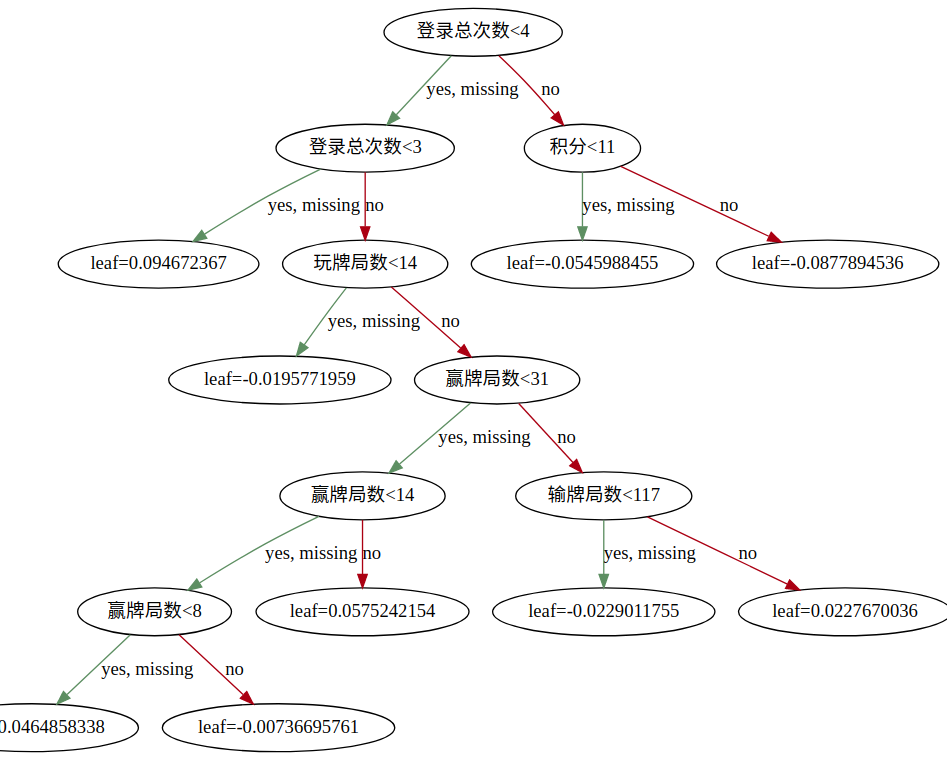 登录总次数<4
yes, missing
no
登录总次数<3
积分<11
yes, missing
no
yes, missing
no
leaf=0.094672367
玩牌局数<14
leaf=-0.0545988455
leaf=-0.0877894536
yes, missing
no
leaf=-0.0195771959
赢牌局数<31
yes, missing
no
赢牌局数<14
输牌局数<117
yes, missing
no
yes, missing
no
赢牌局数<8
leaf=0.0575242154
leaf=-0.0229011755
leaf=0.0227670036
yes, missing
no
0.0464858338
leaf=-0.00736695761